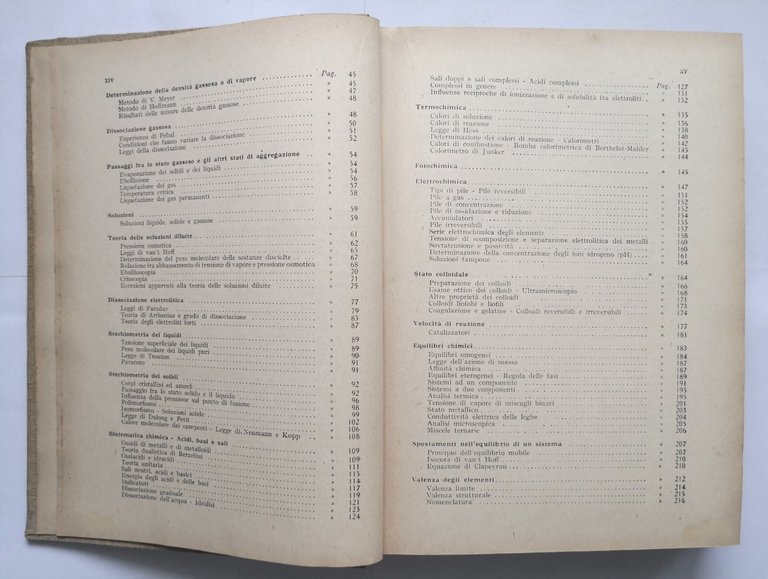 XIV
Pag. 45
Determinazione della densità gassosa o di vapore » 45
Metodo di V. Meyer » 47
Metodo di Hoffmann » 48
Risultati delle misure delle densità gassose » 48
Dissociazione gassosa » 50
Esperienza di Pebal » 51
Condizioni che fanno variare la dissociazione » 52
Leggi della dissociazione
Passaggi fra lo stato gassoso e gli altri stati di aggregazione » 54
Evaporazione dei solidi e dei liquidi » 54
Ebollizione » 56
Liquefazione dei gas » 57
Temperatura critica » 58
Liquefazione dei gas permanenti
Soluzioni » 59
Soluzioni liquide, solide e gassose » 59
Teoria delle soluzioni diluite » 61
Pressione osmotica » 62
Leggi di van't Hoff » 65
Determinazione del peso molecolare delle sostanze disciolte » 67
Relazione fra abbassamento di tensione di vapore e pressione osmotica » 68
Ebullioscopia » 70
Crioscopia » 71
Eccezioni apparenti alla teoria delle soluzioni diluite » 75
Dissociazione elettrolitica » 77
Leggi di Faraday » 79
Teoria di Arrhenius e grado di dissociazione » 83
Teoria degli elettroliti forti » 87
Stechiometria dei liquidi » 89
Tensione superficiale dei liquidi » 89
Peso molecolare dei liquidi puri » 90
Legge di Trouton » 91
Paracoro » 91
Stechiometria dei solidi » 92
Corpi cristallini ed amorfi » 92
Passaggio fra lo stato solido e il liquido » 94
Influenza della pressione sul punto di fusione » 96
Polimorfismo » 98
Isomorfismo - Soluzioni solide » 99
Legge di Dulong e Petit » 102
Calore molecolare dei composti - Legge di Neumann e Kopp » 106
Sistematica chimica - Acidi, basi e sali » 108
Ossidi di metalli e di metalloidi » 109
Teoria dualistica di Berzelius » 109
Ossiacidi e idracidi » 111
Teoria unitaria » 111
Sali neutri, acidi e basici » 113
Energia degli acidi e delle basi » 114
Indicatori » 117
Dissociazione graduale » 119
Dissociazione dell'acqua - Idrolisi » 121
» 124
XV
Sali doppi e sali complessi - Acidi complessi Pag. 127
Complessi in genere » 131
Influenze reciproche di ionizzazione e di solubilità fra elettroliti » 132
Termochimica » 135
Calori di soluzione » 135
Calori di reazione » 138
Legge di Hess » 140
Determinazione dei calori di reazione - Calorimetri » 142
Calori di combustione - Bomba calorimetrica di Berthelot-Mahler » 143
Calorimetro di Junker » 144
Fotochimica » 145
Elettrochimica » 147
Tipi di pile - Pile reversibili » 151
Pile a gas » 152
Pile di concentrazione » 152
Pile di ossidazione e riduzione » 154
Accumulatori » 155
Pile irreversibili » 157
Serie elettrochimica degli elementi » 158
Tensione di scomposizione e separazione elettrolitica dei metalli » 160
Sovratensione e passività » 160
Determinazione della concentrazione degli ioni idrogeno (pH) » 161
Soluzioni tampone » 164
Stato colloidale » 164
Preparazione dei colloidi » 166
Esame ottico dei colloidi - Ultramicroscopio » 168
Altre proprietà dei colloidi » 171
Colloidi liofobi e liofili » 173
Coagulazione e gelatine - Colloidi reversibili e irreversibili » 174
Velocità di reazione » 177
Catalizzatori » 181
Equilibri chimici » 183
Equilibri omogenei » 184
Legge dell'azione di massa » 187
Affinità chimica » 187
Equilibri eterogenei - Regola delle fasi » 189
Sistemi ad un componente » 191
Sistemi a due componenti » 195
Analisi termica » 195
Tensione di vapore di miscugli binari » 201
Stato metallico » 203
Conduttività elettrica delle leghe » 204
Analisi microscopica » 205
Miscele ternarie » 206
Spostamenti nell'equilibrio di un sistema » 207
Principio dell'equilibrio mobile » 207
Isocora di van't Hoff » 210
Equazione di Clapeyron » 210
Valenza degli elementi » 212
Valenza limite » 214
Valenza strutturale » 215
Nomenclatura » 216